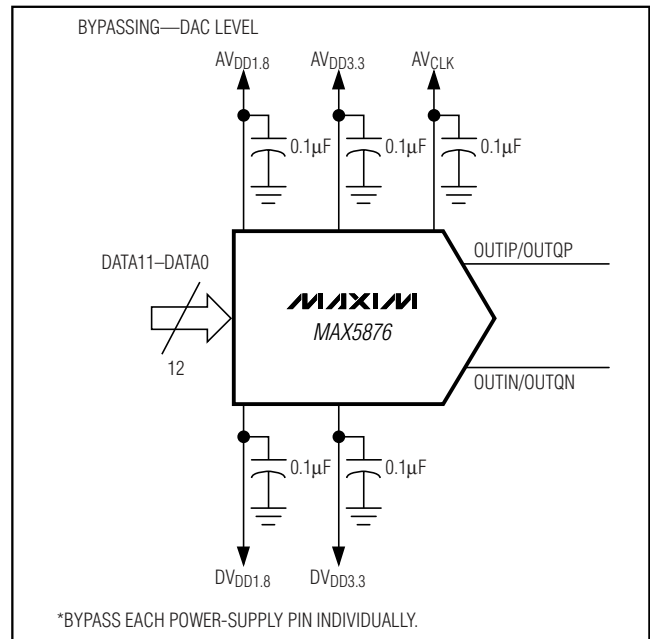 BYPASSING—DAC LEVEL
AVDD1.8 AVDD3.3 AVCLK
0.1µF 0.1µF 0.1µF
OUTIP/OUTQP
DATA11–DATA0
MAXIM
MAX5876
12
OUTIN/OUTQN
0.1µF 0.1µF
DVDD1.8 DVDD3.3
*BYPASS EACH POWER-SUPPLY PIN INDIVIDUALLY.